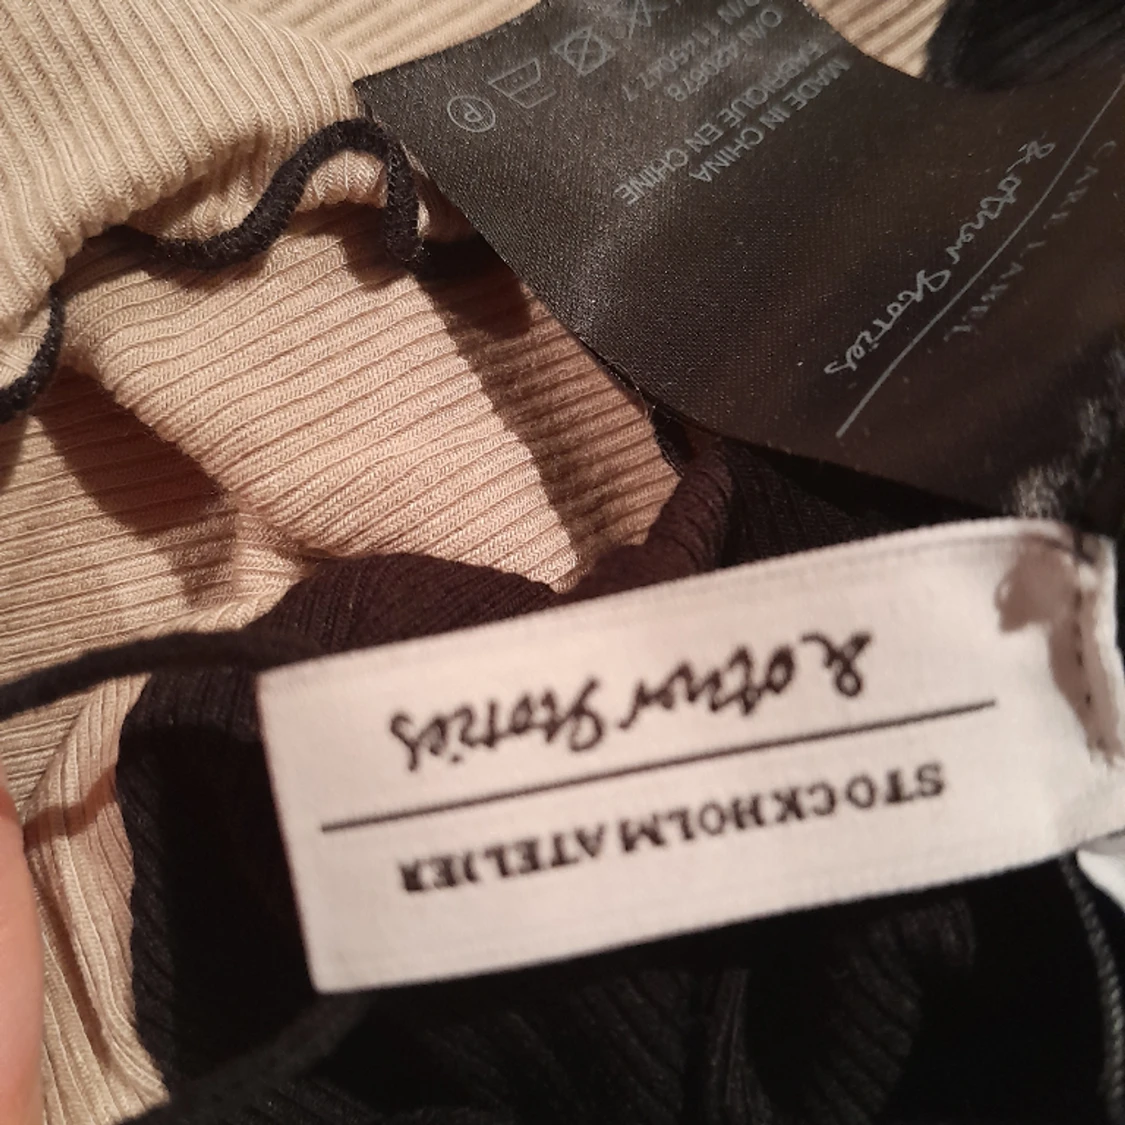 & other Stories
STOCKHOLM ATELIER
& other Stories
MADE IN CHINA
FABRIQUE EN CHINE